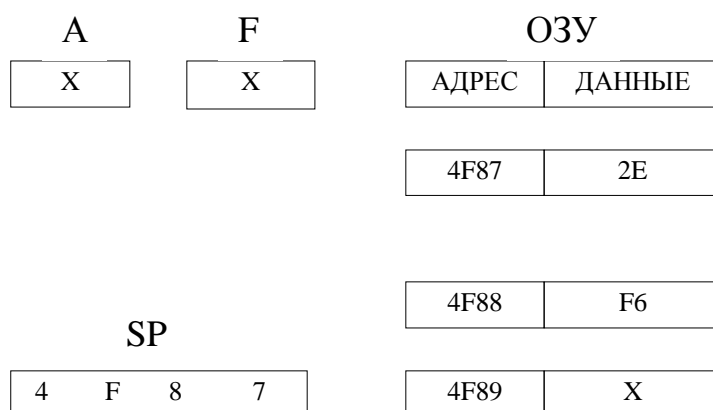 A F ОЗУ
X X АДРЕС ДАННЫЕ
4F87 2E
4F88 F6
SP
4 F 8 7 4F89 X